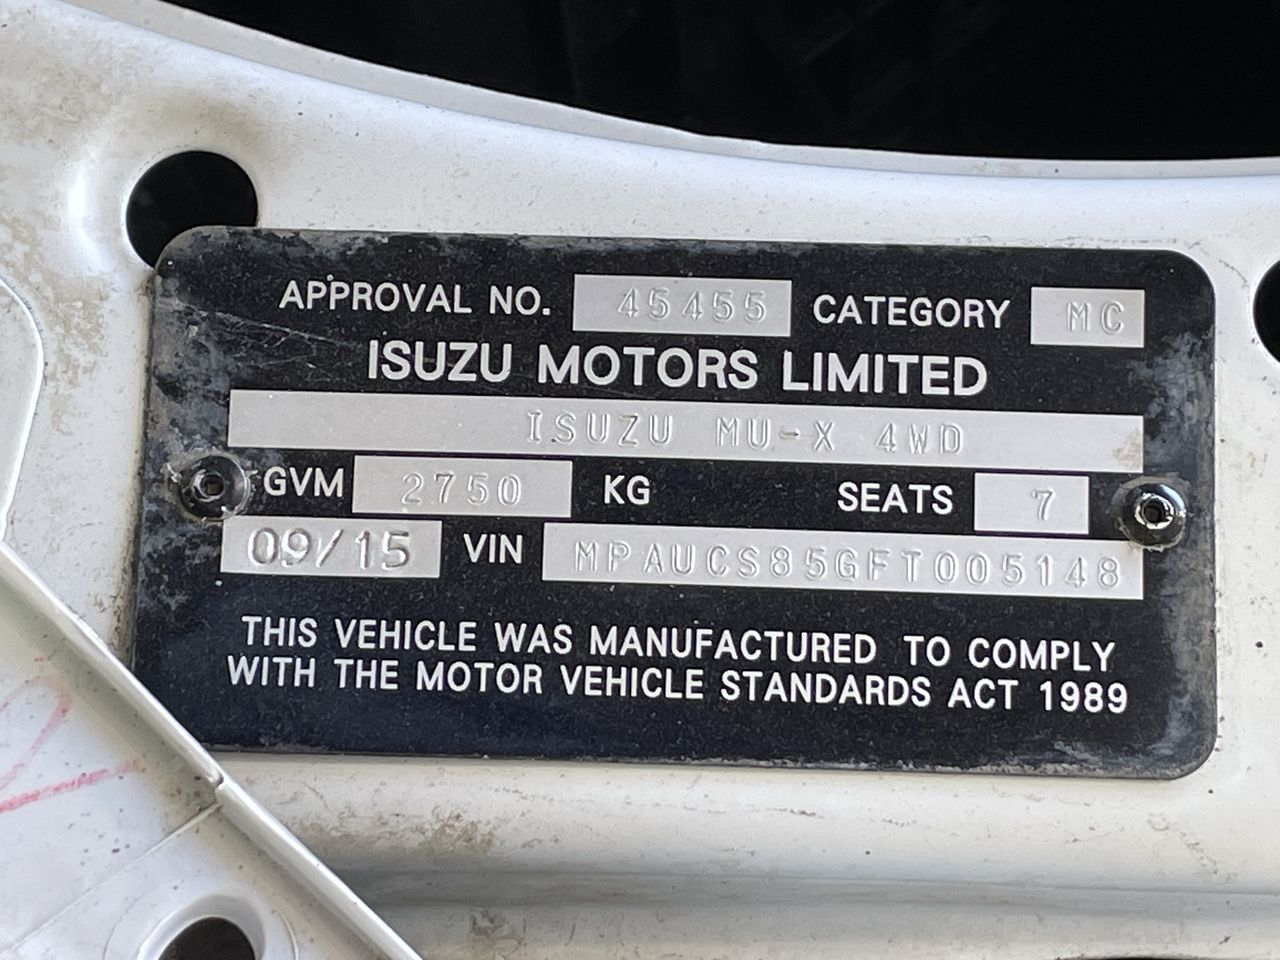 APPROVAL NO. 45455 CATEGORY MC
ISUZU MOTORS LIMITED
ISUZU MU-X 4WD
GVM 2750 KG SEATS 7
09/15 VIN MPAUCS85GFT005148
THIS VEHICLE WAS MANUFACTURED TO COMPLY
WITH THE MOTOR VEHICLE STANDARDS ACT 1989